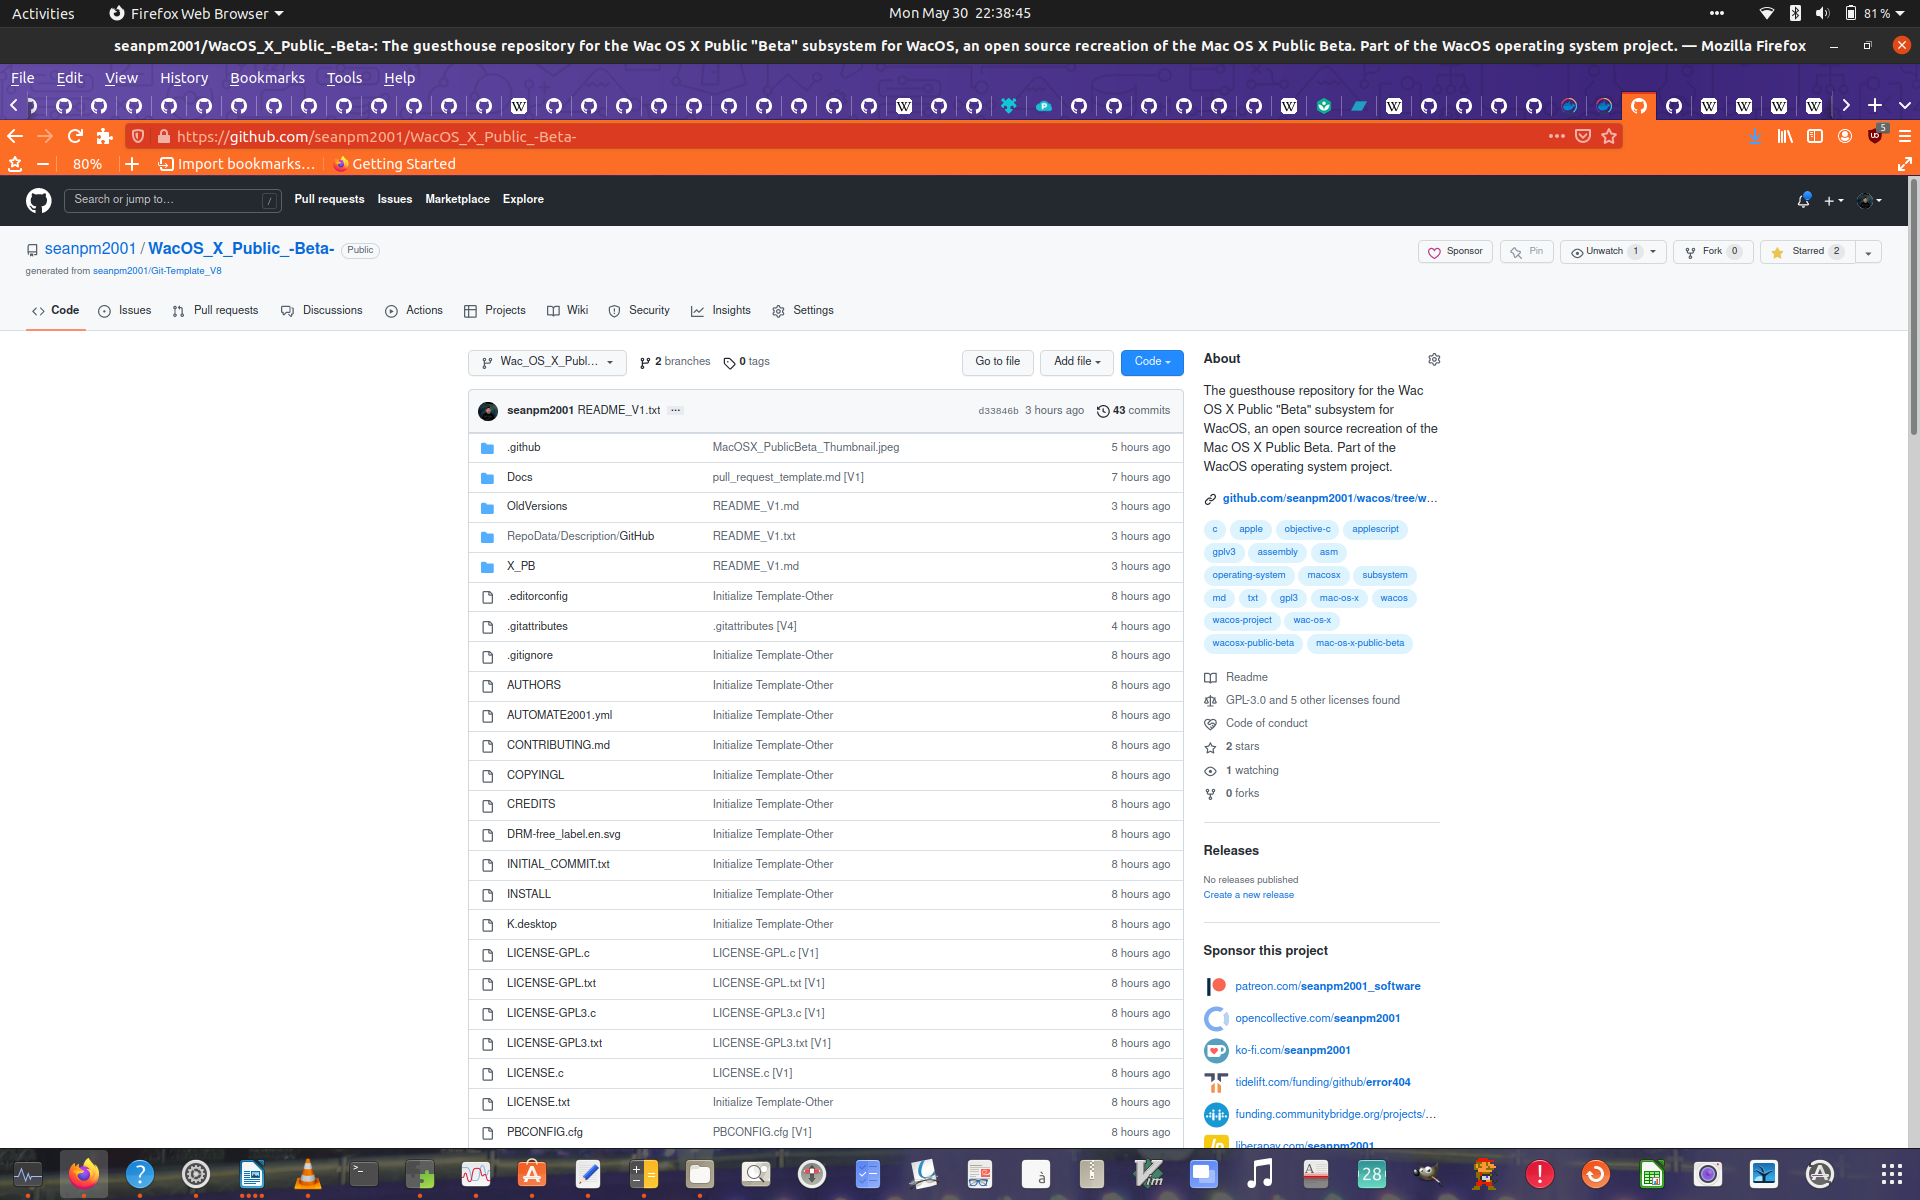 Activities
Firefox Web Browser
Mon May 30 22:38:45
81 %
seanpm2001/WacOS_X_Public_-Beta-: The guesthouse repository for the Wac OS X Public "Beta" subsystem for WacOS, an open source recreation of the Mac OS X Public Beta. Part of the WacOS operating system project. — Mozilla Firefox
File Edit View History Bookmarks Tools Help
https://github.com/seanpm2001/WacOS_X_Public_-Beta-
5
80% Import bookmarks… Getting Started
Search or jump to… /
Pull requests Issues Marketplace Explore
seanpm2001 / WacOS_X_Public_-Beta- Public
generated from seanpm2001/Git-Template_V8
Sponsor Pin Unwatch 1 Fork 0 Starred 2
Code Issues Pull requests Discussions Actions Projects Wiki Security Insights Settings
Wac_OS_X_Publ… 2 branches 0 tags Go to file Add file Code
seanpm2001 README_V1.txt ... d33846b 3 hours ago 43 commits
.github MacOSX_PublicBeta_Thumbnail.jpeg 5 hours ago
Docs pull_request_template.md [V1] 7 hours ago
OldVersions README_V1.md 3 hours ago
RepoData/Description/GitHub README_V1.txt 3 hours ago
X_PB README_V1.md 3 hours ago
.editorconfig Initialize Template-Other 8 hours ago
.gitattributes .gitattributes [V4] 4 hours ago
.gitignore Initialize Template-Other 8 hours ago
AUTHORS Initialize Template-Other 8 hours ago
AUTOMATE2001.yml Initialize Template-Other 8 hours ago
CONTRIBUTING.md Initialize Template-Other 8 hours ago
COPYINGL Initialize Template-Other 8 hours ago
CREDITS Initialize Template-Other 8 hours ago
DRM-free_label.en.svg Initialize Template-Other 8 hours ago
INITIAL_COMMIT.txt Initialize Template-Other 8 hours ago
INSTALL Initialize Template-Other 8 hours ago
K.desktop Initialize Template-Other 8 hours ago
LICENSE-GPL.c LICENSE-GPL.c [V1] 8 hours ago
LICENSE-GPL.txt LICENSE-GPL.txt [V1] 8 hours ago
LICENSE-GPL3.c LICENSE-GPL3.c [V1] 8 hours ago
LICENSE-GPL3.txt LICENSE-GPL3.txt [V1] 8 hours ago
LICENSE.c LICENSE.c [V1] 8 hours ago
LICENSE.txt Initialize Template-Other 8 hours ago
PBCONFIG.cfg PBCONFIG.cfg [V1] 8 hours ago
About
The guesthouse repository for the Wac
OS X Public "Beta" subsystem for
WacOS, an open source recreation of the
Mac OS X Public Beta. Part of the
WacOS operating system project.
github.com/seanpm2001/wacos/tree/w…
c apple objective-c applescript
gplv3 assembly asm
operating-system macosx subsystem
md txt gpl3 mac-os-x wacos
wacos-project wac-os-x
wacosx-public-beta mac-os-x-public-beta
Readme
GPL-3.0 and 5 other licenses found
Code of conduct
2 stars
1 watching
0 forks
Releases
No releases published
Create a new release
Sponsor this project
patreon.com/seanpm2001_software
opencollective.com/seanpm2001
ko-fi.com/seanpm2001
tidelift.com/funding/github/error404
funding.communitybridge.org/projects/…
liberapay.com/seanpm2001
28